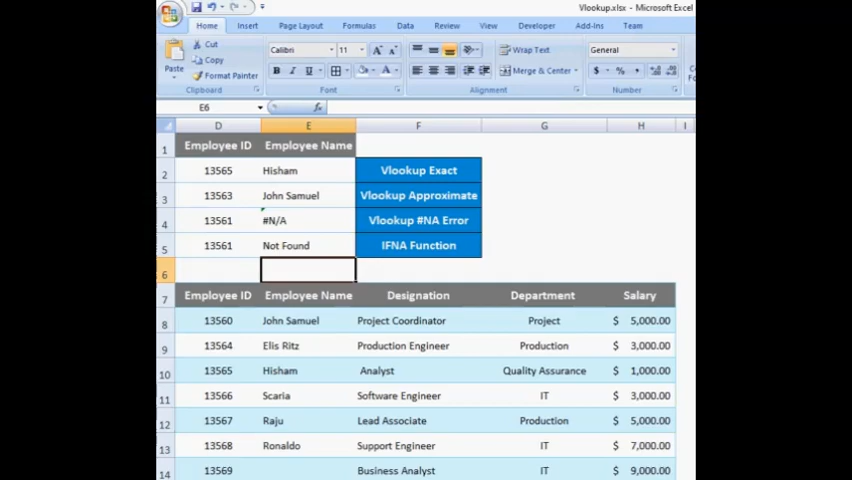 Vlookup.xlsx - Microsoft Excel
Home Insert Page Layout Formulas Data Review View Developer Add-Ins Team
Cut
Copy
Format Painter
Paste
Clipboard
Calibri 11
B I U
Font
Wrap Text
Merge & Center
Alignment
General
$ % ,
Number
E6 fx
D E F G H I
1 Employee ID Employee Name
2 13565 Hisham Vlookup Exact
3 13563 John Samuel Vlookup Approximate
4 13561 #N/A Vlookup #NA Error
5 13561 Not Found IFNA Function
6
7 Employee ID Employee Name Designation Department Salary
8 13560 John Samuel Project Coordinator Project $ 5,000.00
9 13564 Elis Ritz Production Engineer Production $ 3,000.00
10 13565 Hisham Analyst Quality Assurance $ 1,000.00
11 13566 Scaria Software Engineer IT $ 3,000.00
12 13567 Raju Lead Associate Production $ 5,000.00
13 13568 Ronaldo Support Engineer IT $ 7,000.00
14 13569 Business Analyst IT $ 9,000.00